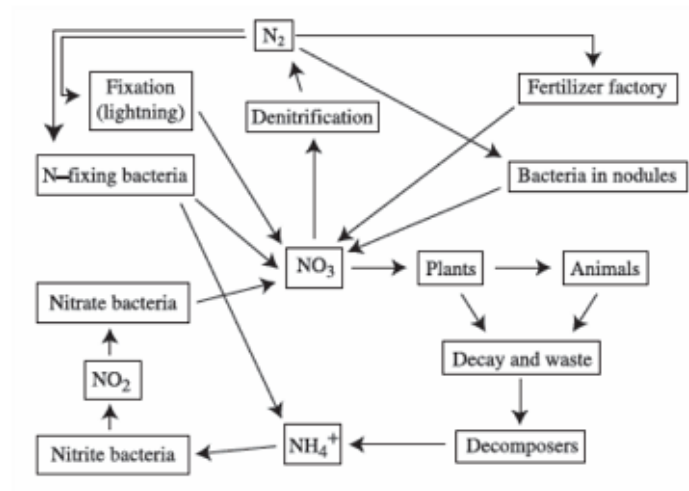 N₂
Fixation
(lightning)
Denitrification
Fertilizer factory
N–fixing bacteria
Bacteria in nodules
NO₃
Plants
Animals
Nitrate bacteria
Decay and waste
NO₂
Nitrite bacteria
NH₄⁺
Decomposers